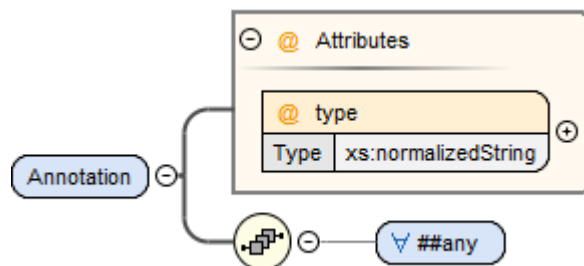 @ Attributes
@ type
Type xs:normalizedString
Annotation
∀ ##any